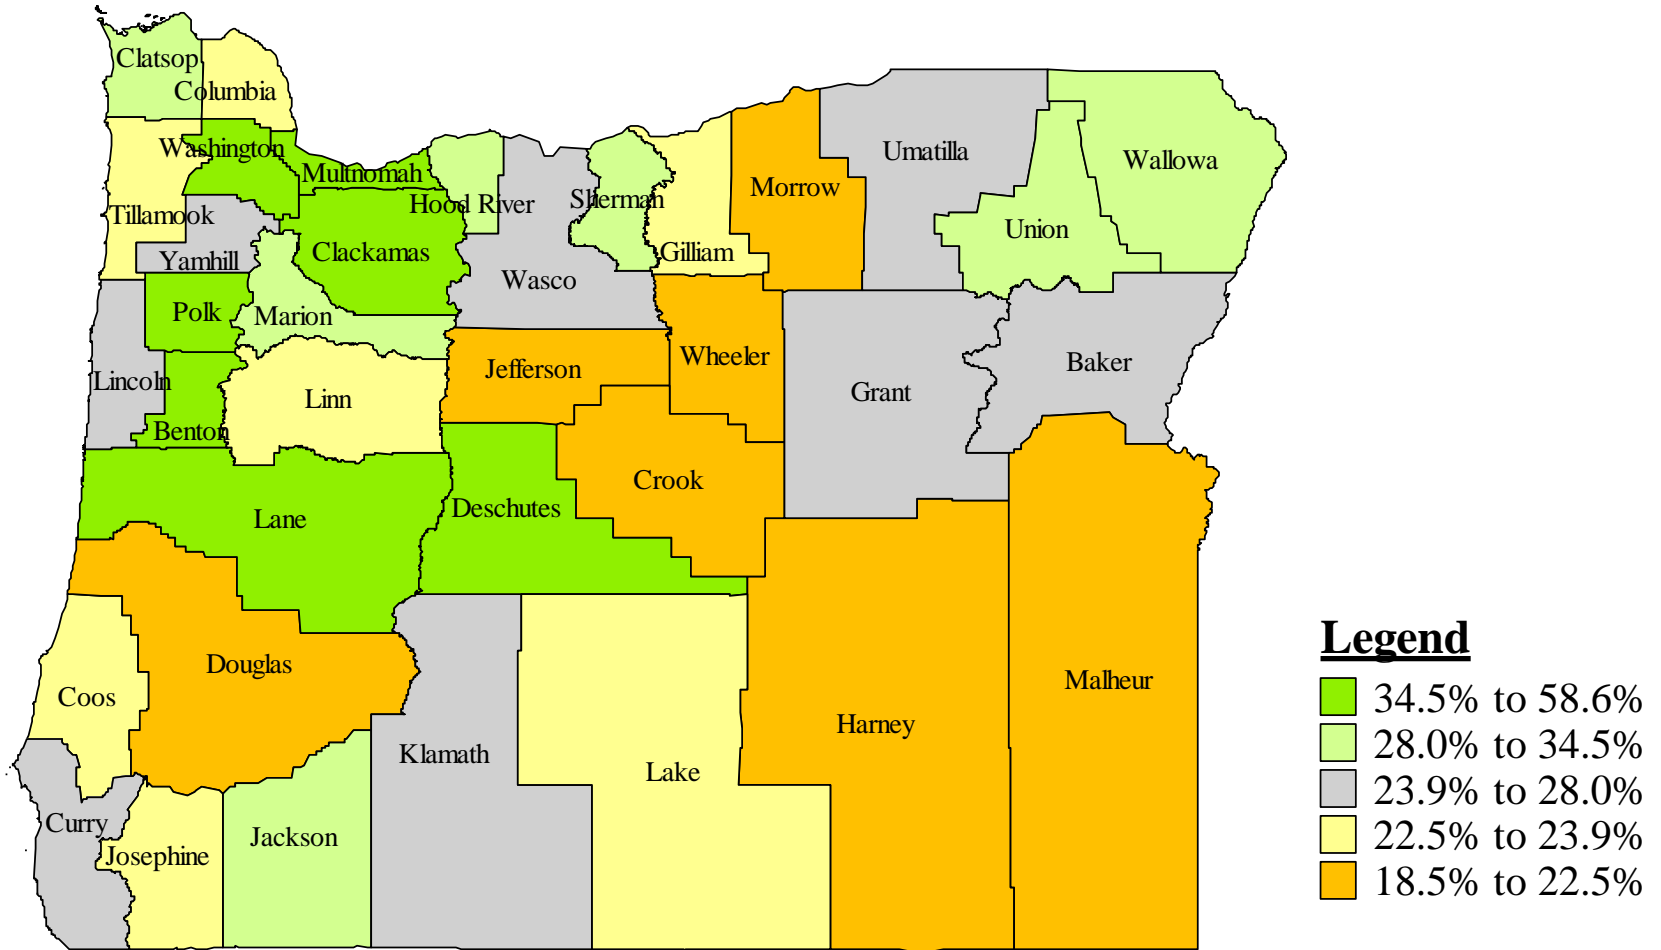 Clatsop
Columbia
Washington
Multnomah
Hood River
Sherman
Gilliam
Morrow
Umatilla
Wallowa
Union
Tillamook
Yamhill
Clackamas
Wasco
Polk
Marion
Jefferson
Wheeler
Grant
Baker
Lincoln
Linn
Benton
Crook
Lane
Deschutes
Douglas
Coos
Klamath
Lake
Harney
Malheur
Curry
Josephine
Jackson
Legend
34.5% to 58.6%
28.0% to 34.5%
23.9% to 28.0%
22.5% to 23.9%
18.5% to 22.5%